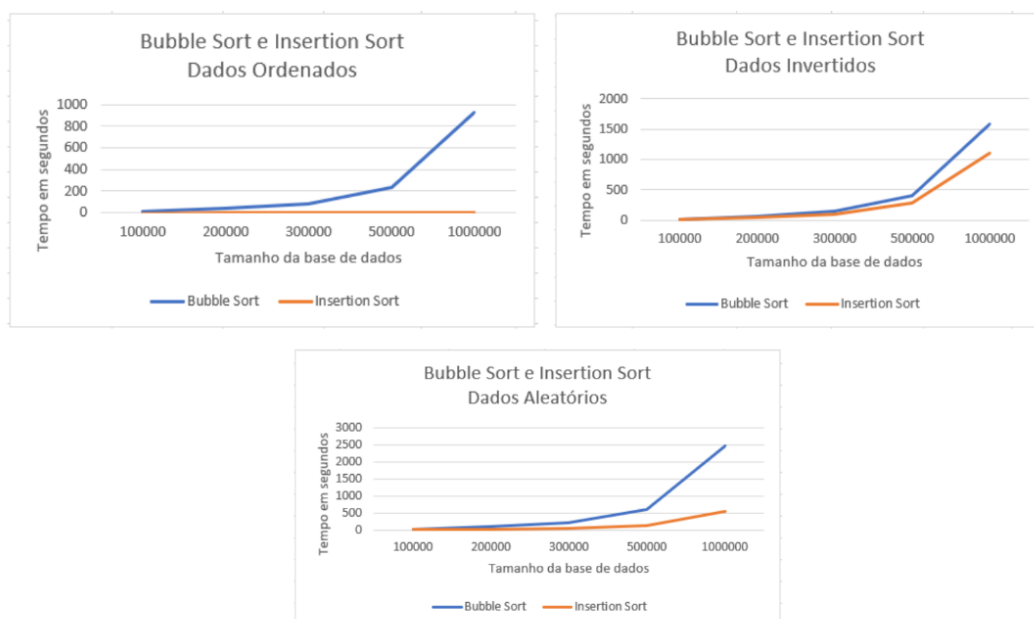 Bubble Sort e Insertion Sort
Dados Ordenados
Tempo em segundos
1000
800
600
400
200
0
100000 200000 300000 500000 1000000
Tamanho da base de dados
Bubble Sort Insertion Sort
Bubble Sort e Insertion Sort
Dados Invertidos
Tempo em segundos
2000
1500
1000
500
0
100000 200000 300000 500000 1000000
Tamanho da base de dados
Bubble Sort Insertion Sort
Bubble Sort e Insertion Sort
Dados Aleatórios
Tempo em segundos
3000
2500
2000
1500
1000
500
0
100000 200000 300000 500000 1000000
Tamanho da base de dados
Bubble Sort Insertion Sort